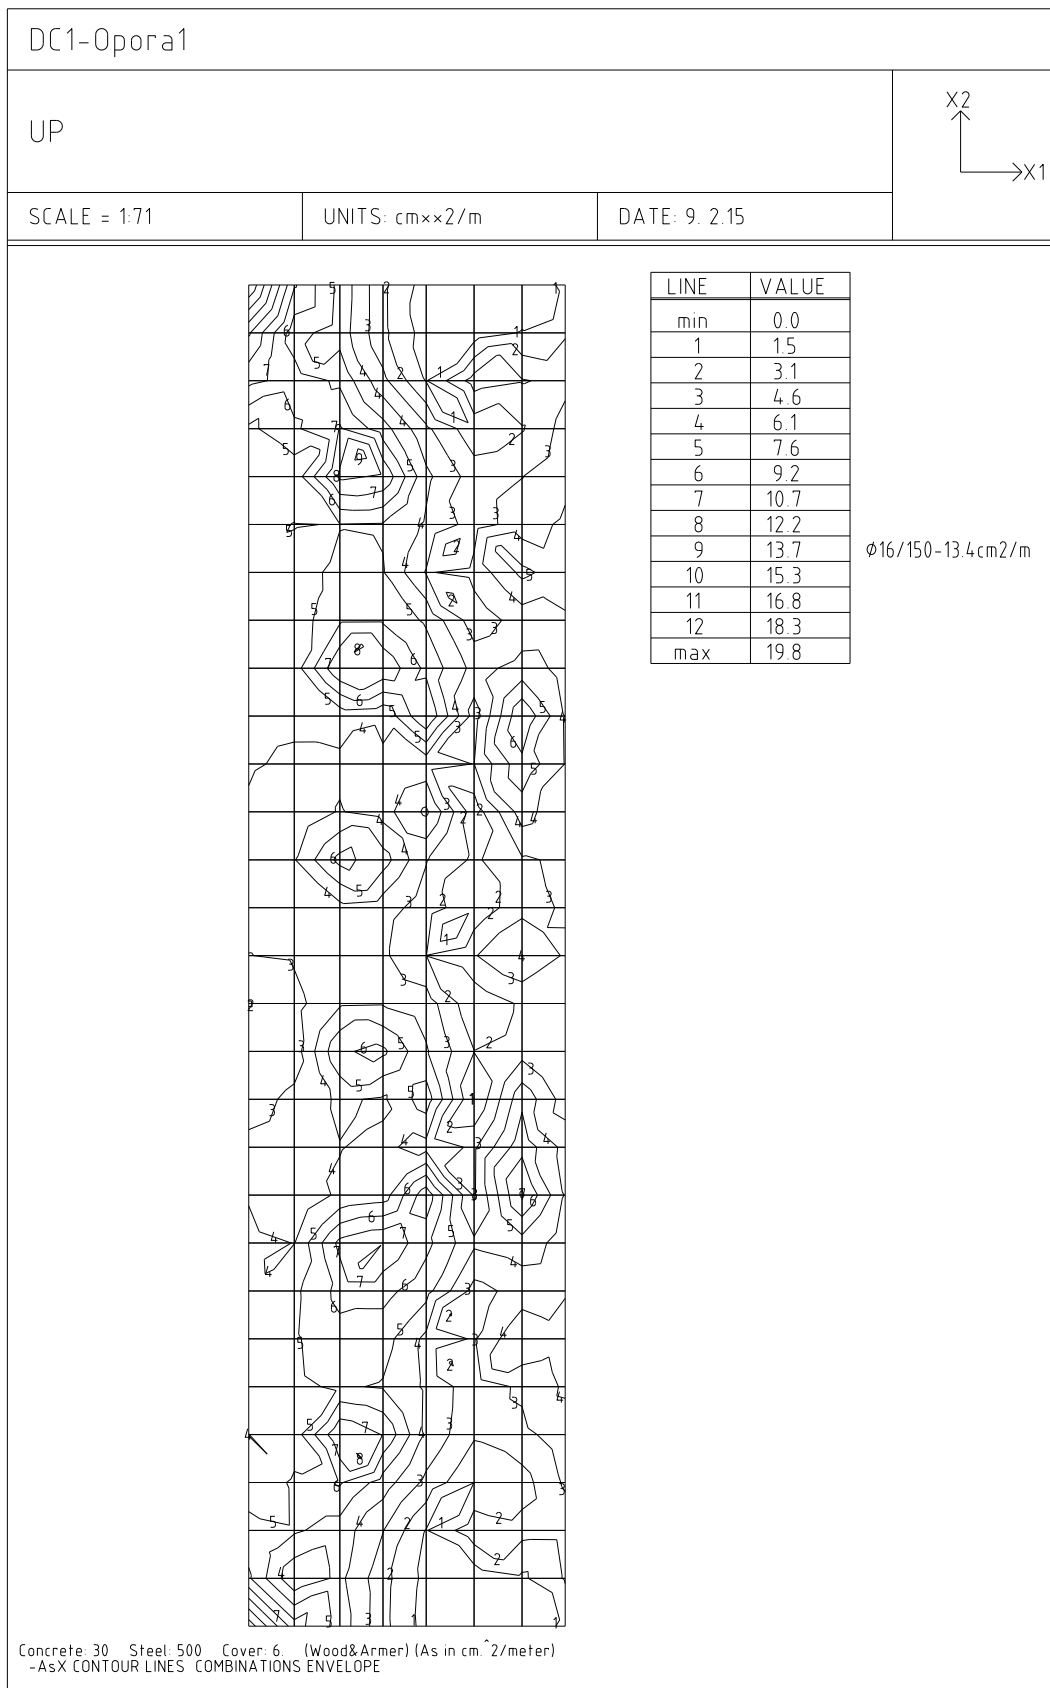 DC1-Opora1
UP
X2
X1
SCALE = 1:71 UNITS: cm××2/m DATE: 9. 2.15
LINE VALUE
min 0.0
1 1.5
2 3.1
3 4.6
4 6.1
5 7.6
6 9.2
7 10.7
8 12.2
9 13.7 Φ16/150-13.4cm2/m
10 15.3
11 16.8
12 18.3
max 19.8
Concrete: 30 Steel: 500 Cover: 6. (Wood&Armer) (As in cm.^2/meter)
-AsX CONTOUR LINES COMBINATIONS ENVELOPE